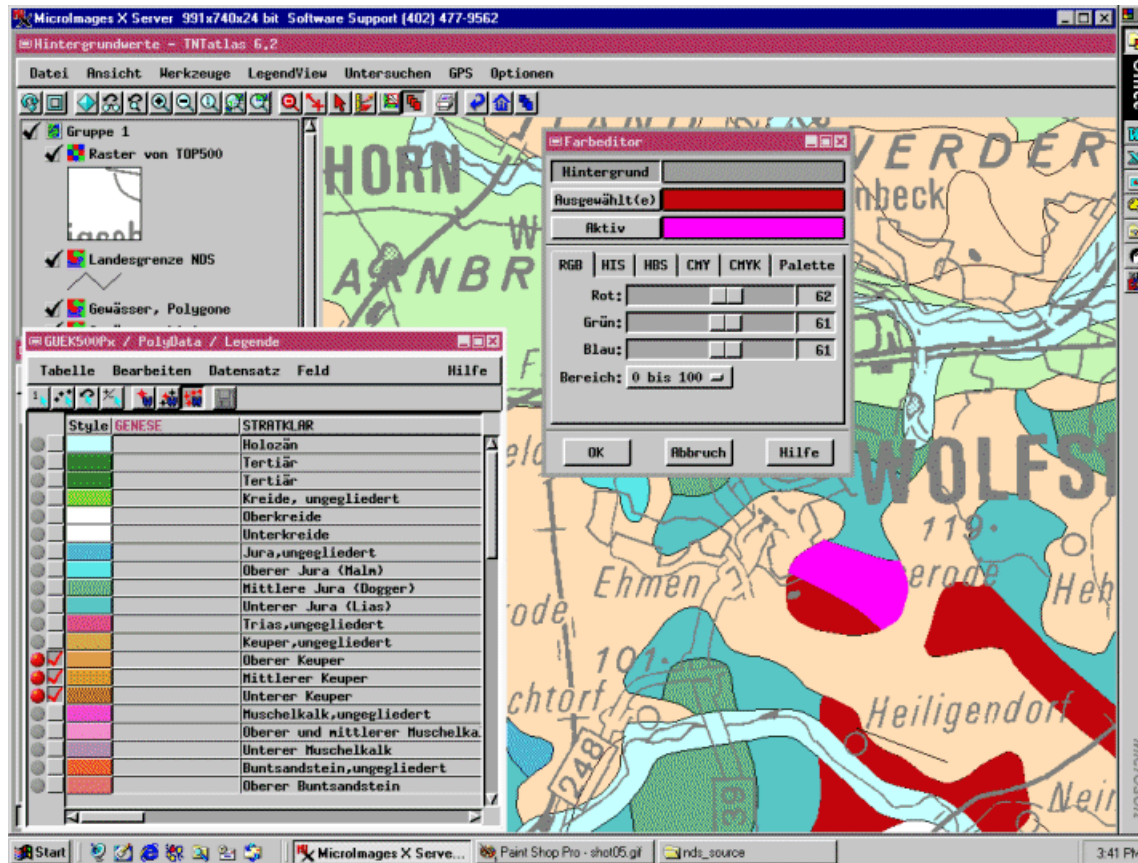 MicroImages X Server 991x740x24 bit Software Support (402) 477-9562
Hintergrundwerte - TNTatlas 6.2
Datei Ansicht Werkzeuge LegendView Untersuchen GPS Optionen
Gruppe 1
Raster von TOP500
Landesgrenze NDS
Gewässer, Polygone
GUEK500Px / PolyData / Legende
Tabelle Bearbeiten Datensatz Feld Hilfe
Style GENESE STRATKLAR
Holozän
Tertiär
Tertiär
Kreide, ungegliedert
Oberkreide
Unterkreide
Jura,ungegliedert
Oberer Jura (Malm)
Mittlere Jura (Dogger)
Unterer Jura (Lias)
Trias,ungegliedert
Keuper,ungegliedert
Oberer Keuper
Mittlerer Keuper
Unterer Keuper
Muschelkalk,ungegliedert
Oberer und mittlerer Muschelka
Unterer Muschelkalk
Buntsandstein,ungegliedert
Oberer Buntsandstein
Farbeditor
Hintergrund
Ausgewählt(e)
Aktiv
RGB HIS HBS CMY CMYK Palette
Rot: 62
Grün: 61
Blau: 61
Bereich: 0 bis 100
OK Abbruch Hilfe
HORN
ARNBR
VERDER
nbeck
WOLFS
119
Ehmen
erode
Heh
rode
101
chtorf
Heiligendorf
248
39
Nein
Start MicroImages X Serve... Paint Shop Pro - shot05.gif nds_source 3:41 PM